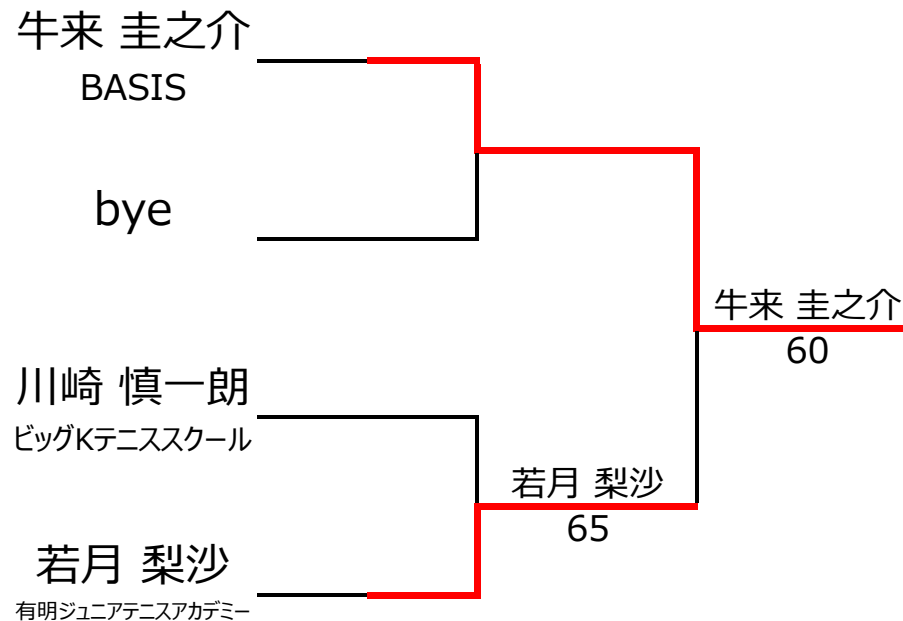 牛来 圭之介
BASIS
bye
牛来 圭之介
60
川崎 慎一朗
ビッグKテニススクール
若月 梨沙
65
若月 梨沙
有明ジュニアテニスアカデミー